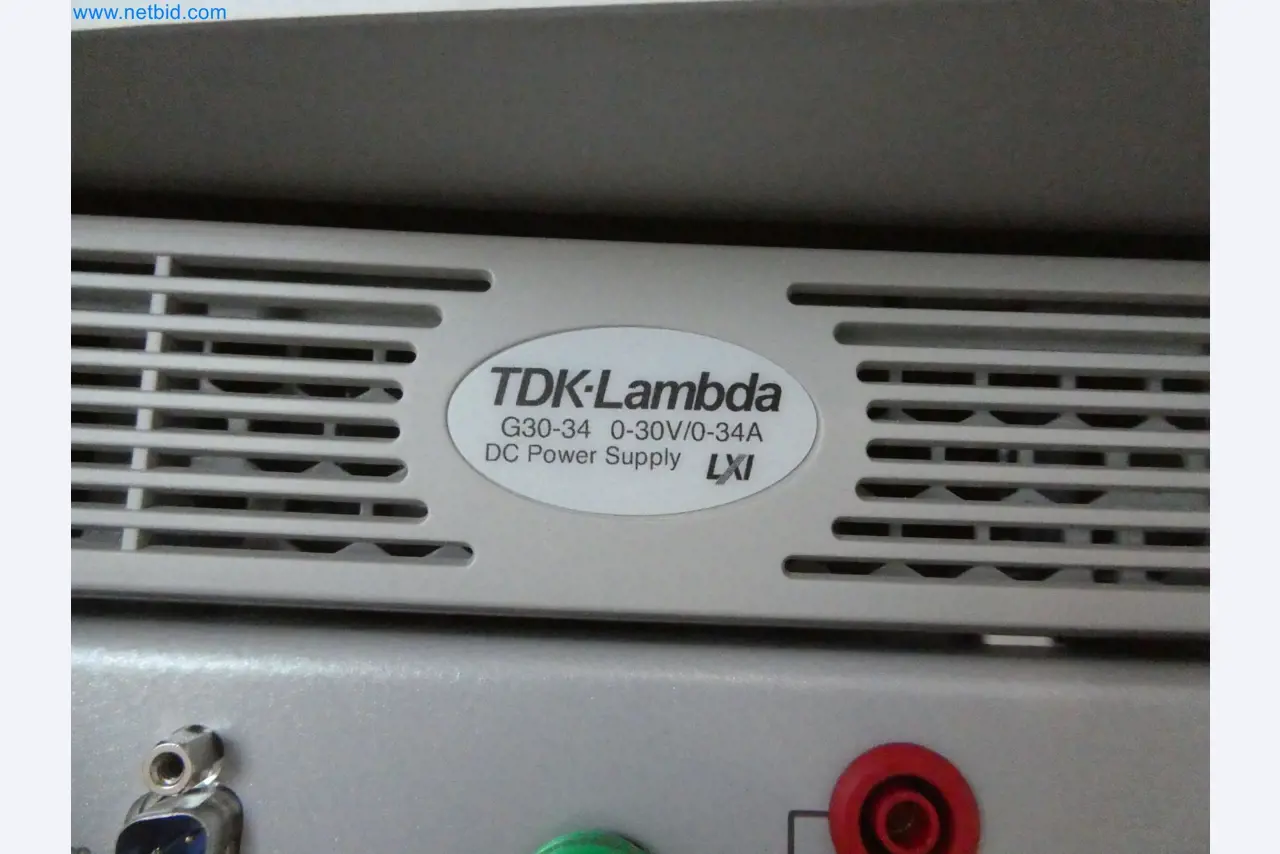 www.netbid.com
TDK·Lambda
G30-34 0-30V/0-34A
DC Power Supply LXI